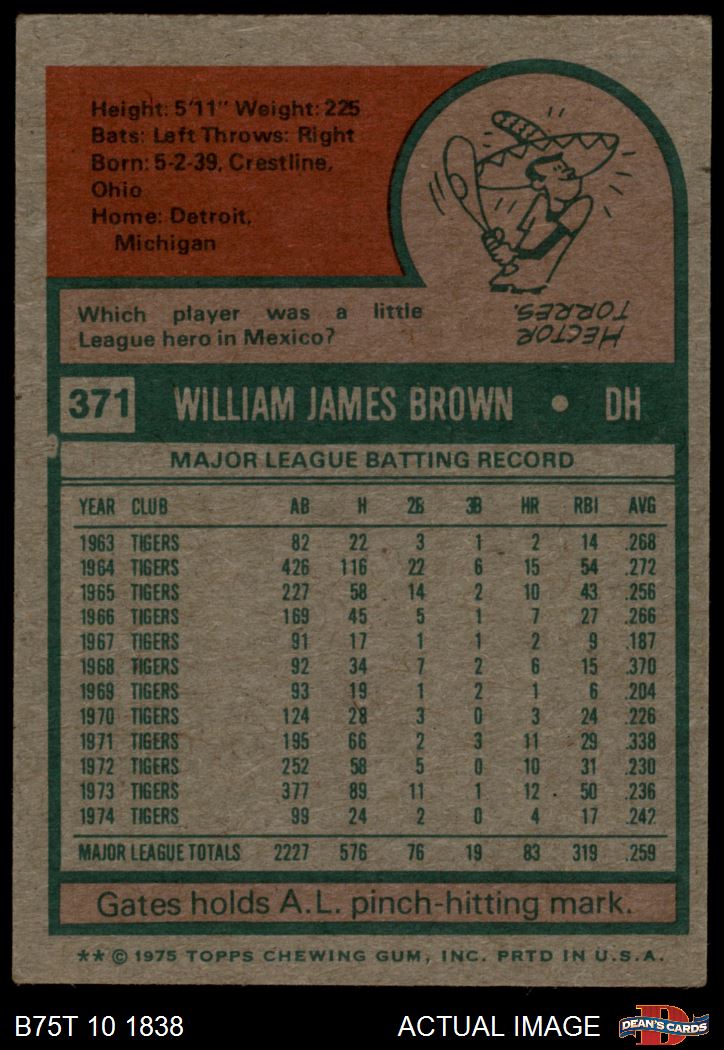 Height: 5'11" Weight: 225
Bats: Left Throws: Right
Born: 5-2-39, Crestline,
Ohio
Home: Detroit,
Michigan
HECTOR
TORRES.
Which player was a little
League hero in Mexico?
371 WILLIAM JAMES BROWN • DH
MAJOR LEAGUE BATTING RECORD
YEAR CLUB AB H 2B 3B HR RBI AVG
1963 TIGERS 82 22 3 1 2 14 .268
1964 TIGERS 426 116 22 6 15 54 .272
1965 TIGERS 227 58 14 2 10 43 .256
1966 TIGERS 169 45 5 1 7 27 .266
1967 TIGERS 91 17 1 1 2 9 .187
1968 TIGERS 92 34 7 2 6 15 .370
1969 TIGERS 93 19 1 2 1 6 .204
1970 TIGERS 124 28 3 0 3 24 .226
1971 TIGERS 195 66 2 3 11 29 .338
1972 TIGERS 252 58 5 0 10 31 .230
1973 TIGERS 377 89 11 1 12 50 .236
1974 TIGERS 99 24 2 0 4 17 .242
MAJOR LEAGUE TOTALS 2227 576 76 19 83 319 .259
Gates holds A.L. pinch-hitting mark.
** © 1975 TOPPS CHEWING GUM, INC. PRTD IN U.S.A.
B75T 10 1838 ACTUAL IMAGE
D
DEAN'S CARDS